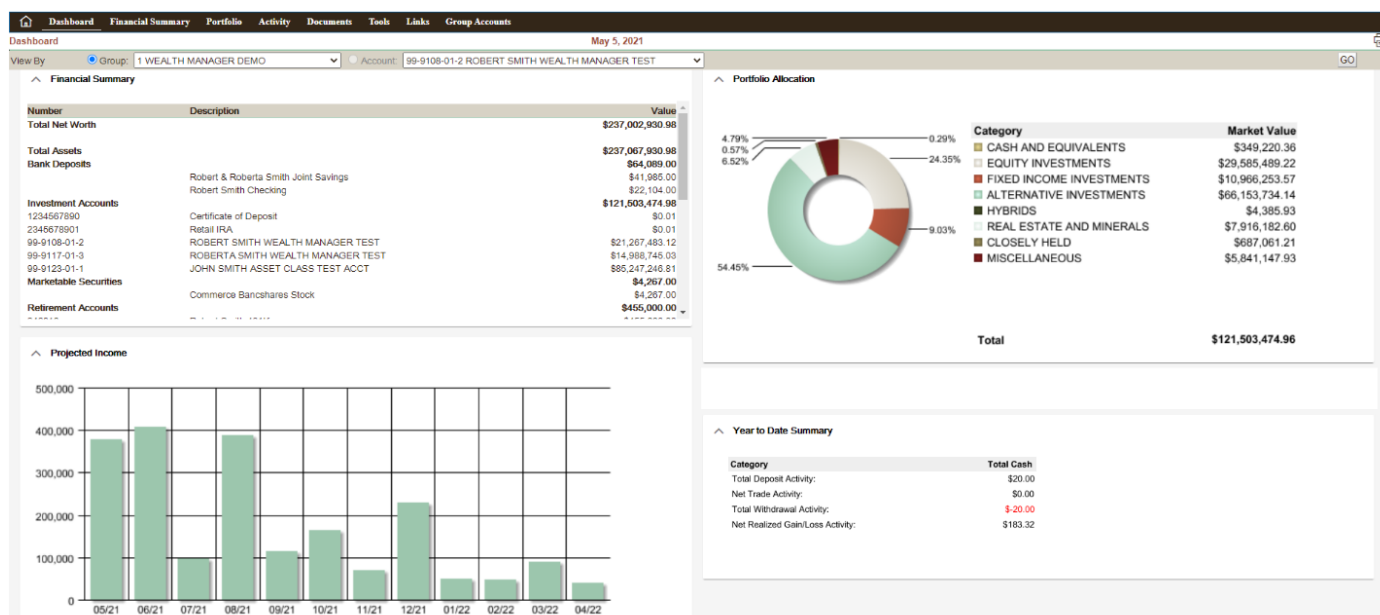 Dashboard Financial Summary Portfolio Activity Documents Tools Links Group Accounts
Dashboard May 5, 2021
View By Group: 1 WEALTH MANAGER DEMO Account: 99-9108-01-2 ROBERT SMITH WEALTH MANAGER TEST GO
Financial Summary
Number Description Value
Total Net Worth $237,002,930.98
Total Assets $237,067,930.98
Bank Deposits $64,089.00
Robert & Roberta Smith Joint Savings $41,985.00
Robert Smith Checking $22,104.00
Investment Accounts $121,503,474.98
1234567890 Certificate of Deposit $0.01
2345678901 Retail IRA $0.01
99-9108-01-2 ROBERT SMITH WEALTH MANAGER TEST $21,267,483.12
99-9117-01-3 ROBERTA SMITH WEALTH MANAGER TEST $14,988,745.03
99-9123-01-1 JOHN SMITH ASSET CLASS TEST ACCT $85,247,246.81
Marketable Securities $4,267.00
Commerce Bancshares Stock $4,267.00
Retirement Accounts $455,000.00
Portfolio Allocation
4.79% 0.29%
0.57% 24.35%
6.52%
9.03%
54.45%
Category Market Value
CASH AND EQUIVALENTS $349,220.36
EQUITY INVESTMENTS $29,585,489.22
FIXED INCOME INVESTMENTS $10,966,253.57
ALTERNATIVE INVESTMENTS $66,153,734.14
HYBRIDS $4,385.93
REAL ESTATE AND MINERALS $7,916,182.60
CLOSELY HELD $687,061.21
MISCELLANEOUS $5,841,147.93
Total $121,503,474.96
Projected Income
500,000
400,000
300,000
200,000
100,000
0
05/21 06/21 07/21 08/21 09/21 10/21 11/21 12/21 01/22 02/22 03/22 04/22
Year to Date Summary
Category Total Cash
Total Deposit Activity: $20.00
Net Trade Activity: $0.00
Total Withdrawal Activity: $-20.00
Net Realized Gain/Loss Activity: $183.32